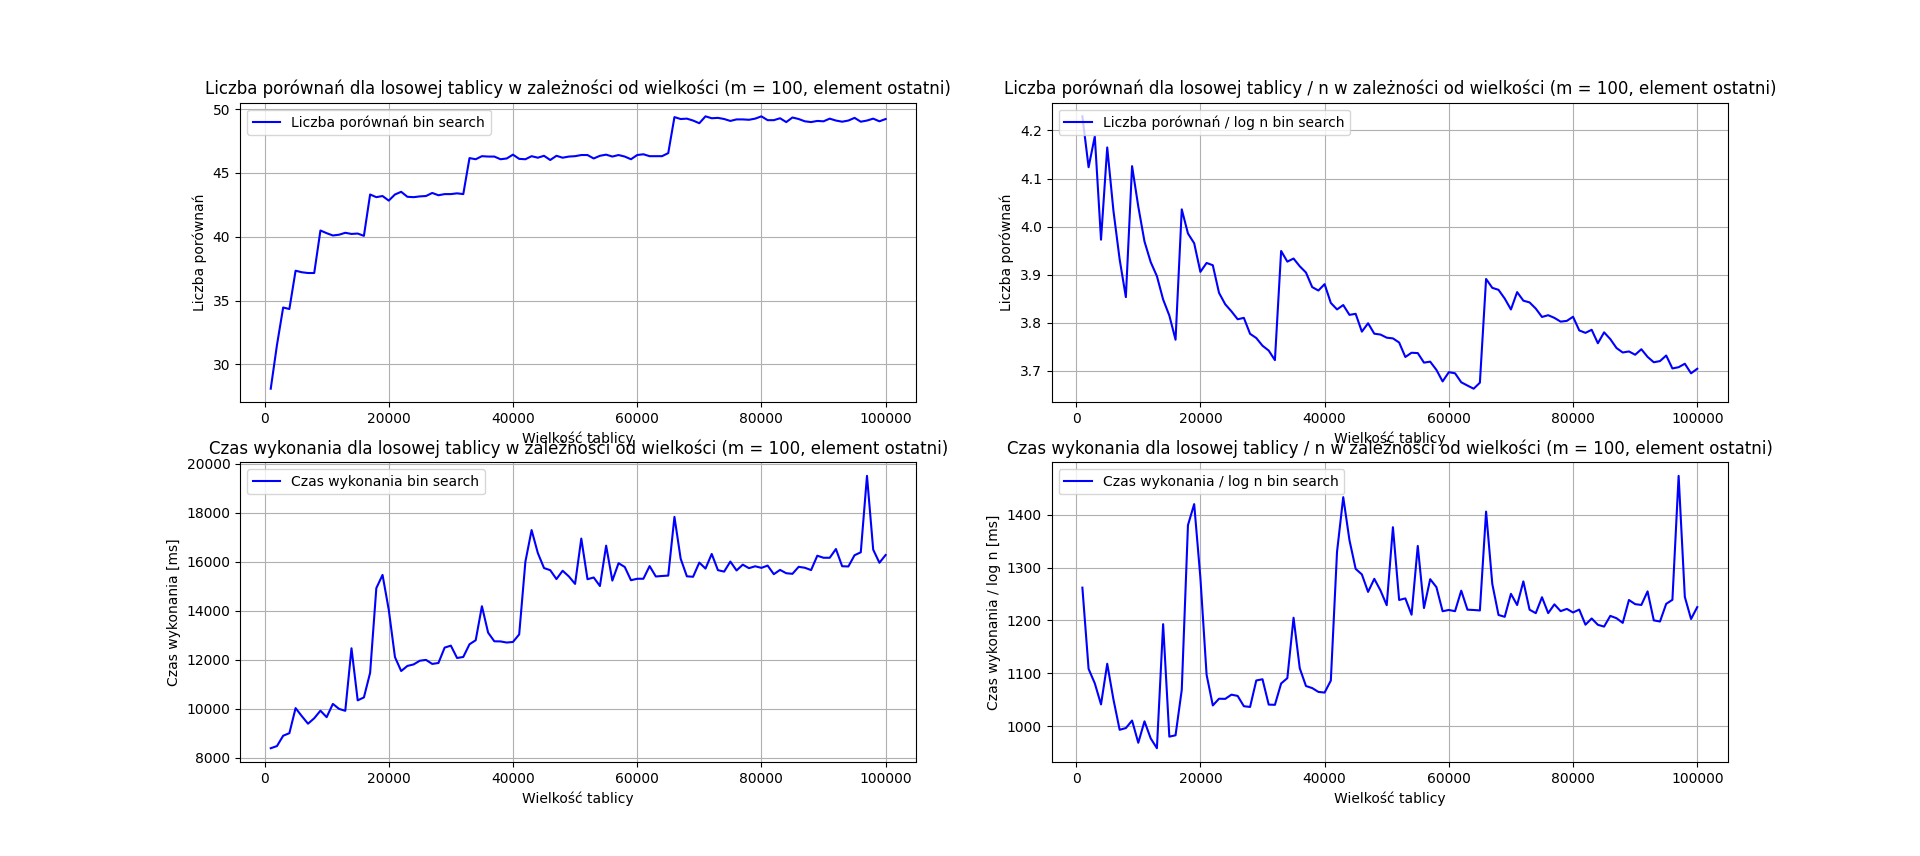 Liczba porównań dla losowej tablicy w zależności od wielkości (m = 100, element ostatni)
Liczba porównań bin search
50
45
40
35
30
Liczba porównań
0 20000 40000 60000 80000 100000
Wielkość tablicy
Liczba porównań dla losowej tablicy / n w zależności od wielkości (m = 100, element ostatni)
Liczba porównań / log n bin search
4.2
4.1
4.0
3.9
3.8
3.7
Liczba porównań
0 20000 40000 60000 80000 100000
Wielkość tablicy
Czas wykonania dla losowej tablicy w zależności od wielkości (m = 100, element ostatni)
Czas wykonania bin search
20000
18000
16000
14000
12000
10000
8000
Czas wykonania [ms]
0 20000 40000 60000 80000 100000
Wielkość tablicy
Czas wykonania dla losowej tablicy / n w zależności od wielkości (m = 100, element ostatni)
Czas wykonania / log n bin search
1400
1300
1200
1100
1000
Czas wykonania / log n [ms]
0 20000 40000 60000 80000 100000
Wielkość tablicy